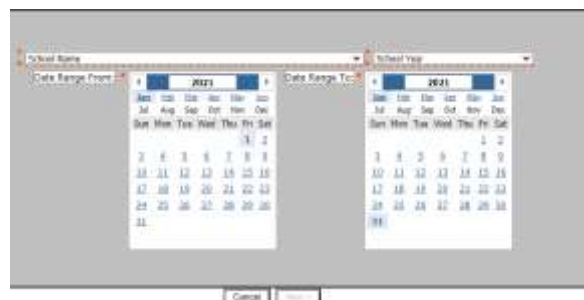 School Name School Year
Date Range From: Date Range To:
2021 2021
Jan Feb Mar Apr May Jun Jan Feb Mar Apr May Jun
Jul Aug Sep Oct Nov Dec Jul Aug Sep Oct Nov Dec
Sun Mon Tue Wed Thu Fri Sat Sun Mon Tue Wed Thu Fri Sat
1 2 1 2
3 4 5 6 7 8 9 3 4 5 6 7 8 9
10 11 12 13 14 15 16 10 11 12 13 14 15 16
17 18 19 20 21 22 23 17 18 19 20 21 22 23
24 25 26 27 28 29 30 24 25 26 27 28 29 30
31 31
Cancel